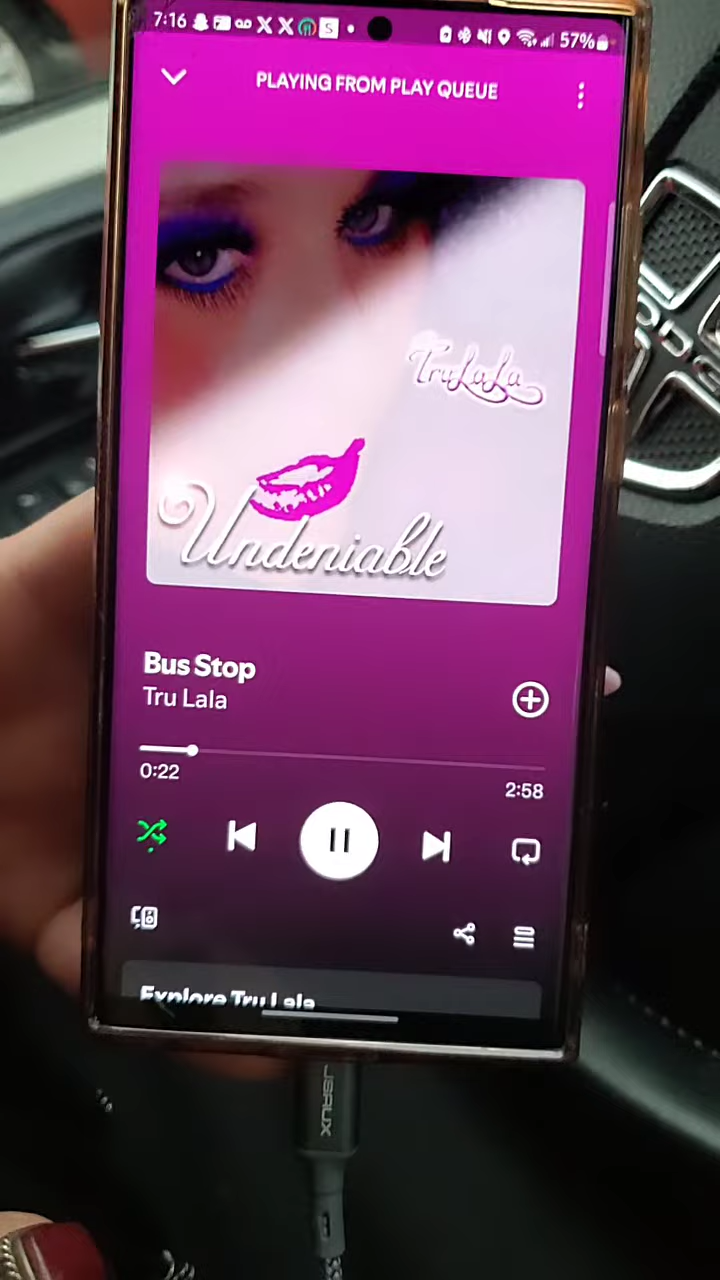 7:16
57%
PLAYING FROM PLAY QUEUE
TruLaLa
Undeniable
Bus Stop
Tru Lala
0:22
2:58
Explore Tru Lala
JSAUX